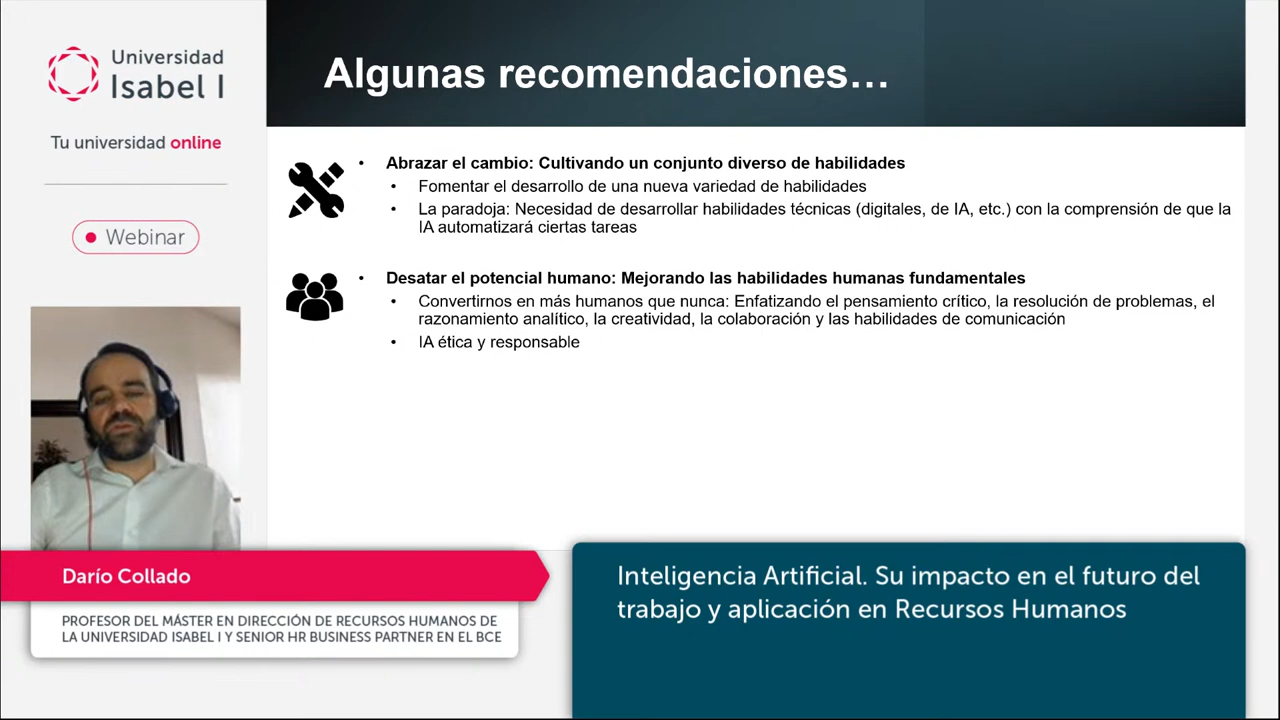 Universidad
Isabel I
Tu universidad online
Webinar
Algunas recomendaciones…
• Abrazar el cambio: Cultivando un conjunto diverso de habilidades
• Fomentar el desarrollo de una nueva variedad de habilidades
• La paradoja: Necesidad de desarrollar habilidades técnicas (digitales, de IA, etc.) con la comprensión de que la
IA automatizará ciertas tareas
• Desatar el potencial humano: Mejorando las habilidades humanas fundamentales
• Convertirnos en más humanos que nunca: Enfatizando el pensamiento crítico, la resolución de problemas, el
razonamiento analítico, la creatividad, la colaboración y las habilidades de comunicación
• IA ética y responsable
Darío Collado
PROFESOR DEL MÁSTER EN DIRECCIÓN DE RECURSOS HUMANOS DE
LA UNIVERSIDAD ISABEL I Y SENIOR HR BUSINESS PARTNER EN EL BCE
Inteligencia Artificial. Su impacto en el futuro del
trabajo y aplicación en Recursos Humanos